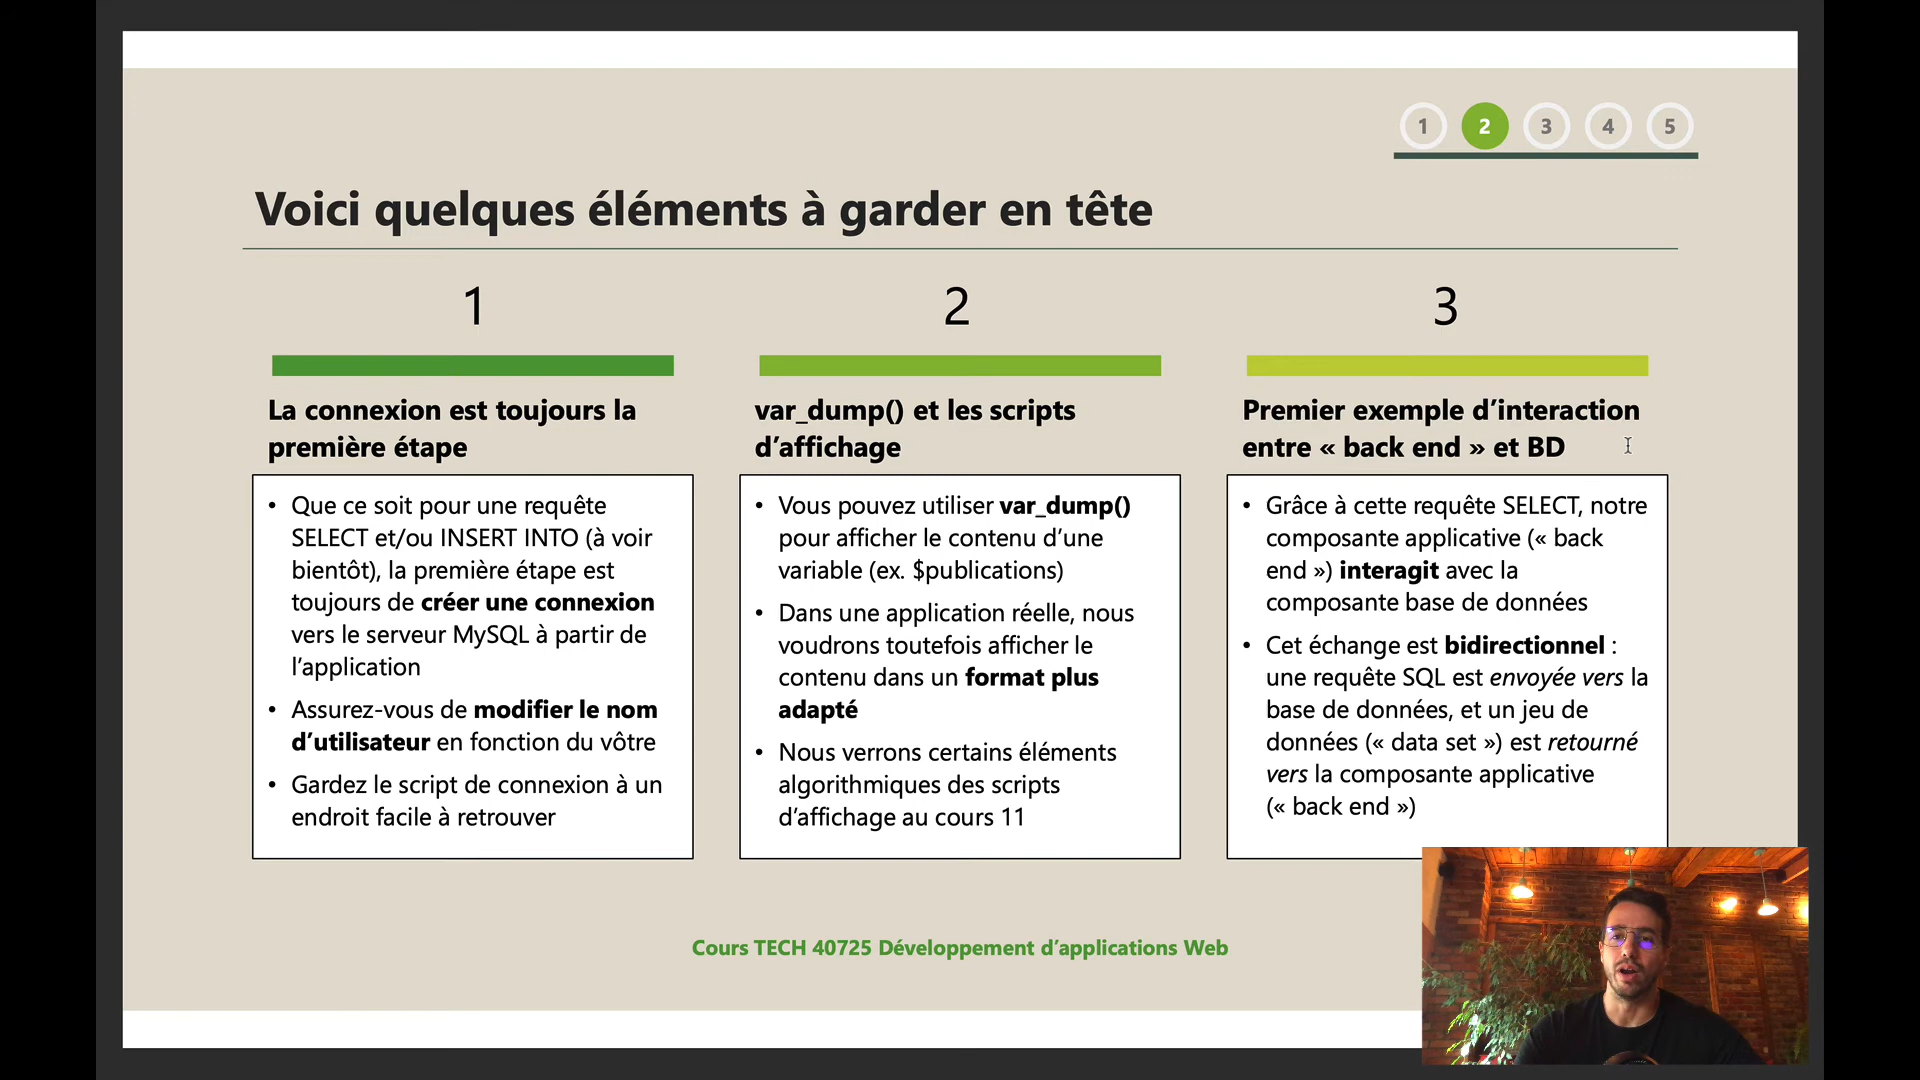 1 2 3 4 5
Voici quelques éléments à garder en tête
1
La connexion est toujours la
première étape
• Que ce soit pour une requête
SELECT et/ou INSERT INTO (à voir
bientôt), la première étape est
toujours de créer une connexion
vers le serveur MySQL à partir de
l’application
• Assurez-vous de modifier le nom
d’utilisateur en fonction du vôtre
• Gardez le script de connexion à un
endroit facile à retrouver
2
var_dump() et les scripts
d’affichage
• Vous pouvez utiliser var_dump()
pour afficher le contenu d’une
variable (ex. $publications)
• Dans une application réelle, nous
voudrons toutefois afficher le
contenu dans un format plus
adapté
• Nous verrons certains éléments
algorithmiques des scripts
d’affichage au cours 11
3
Premier exemple d’interaction
entre « back end » et BD
• Grâce à cette requête SELECT, notre
composante applicative (« back
end ») interagit avec la
composante base de données
• Cet échange est bidirectionnel :
une requête SQL est envoyée vers la
base de données, et un jeu de
données (« data set ») est retourné
vers la composante applicative
(« back end »)
Cours TECH 40725 Développement d’applications Web